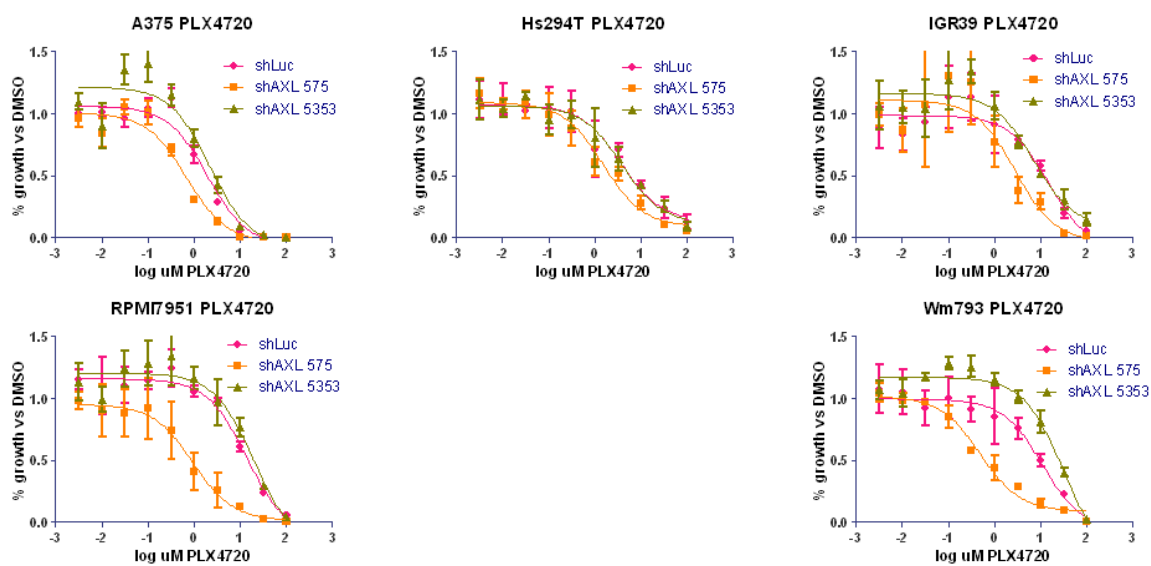 A375 PLX4720
1.5
1.0
0.5
0.0
% growth vs DMSO
shLuc
shAXL 575
shAXL 5353
-3 -2 -1 0 1 2 3
log uM PLX4720
Hs294T PLX4720
1.5
1.0
0.5
0.0
% growth vs DMSO
shLuc
shAXL 575
shAXL 5353
-3 -2 -1 0 1 2 3
log uM PLX4720
IGR39 PLX4720
1.5
1.0
0.5
0.0
% growth vs DMSO
shLuc
shAXL 575
shAXL 5353
-3 -2 -1 0 1 2 3
log uM PLX4720
RPMI7951 PLX4720
1.5
1.0
0.5
0.0
% growth vs DMSO
shLuc
shAXL 575
shAXL 5353
-3 -2 -1 0 1 2 3
log uM PLX4720
Wm793 PLX4720
1.5
1.0
0.5
0.0
% growth vs DMSO
shLuc
shAXL 575
shAXL 5353
-3 -2 -1 0 1 2 3
log uM PLX4720